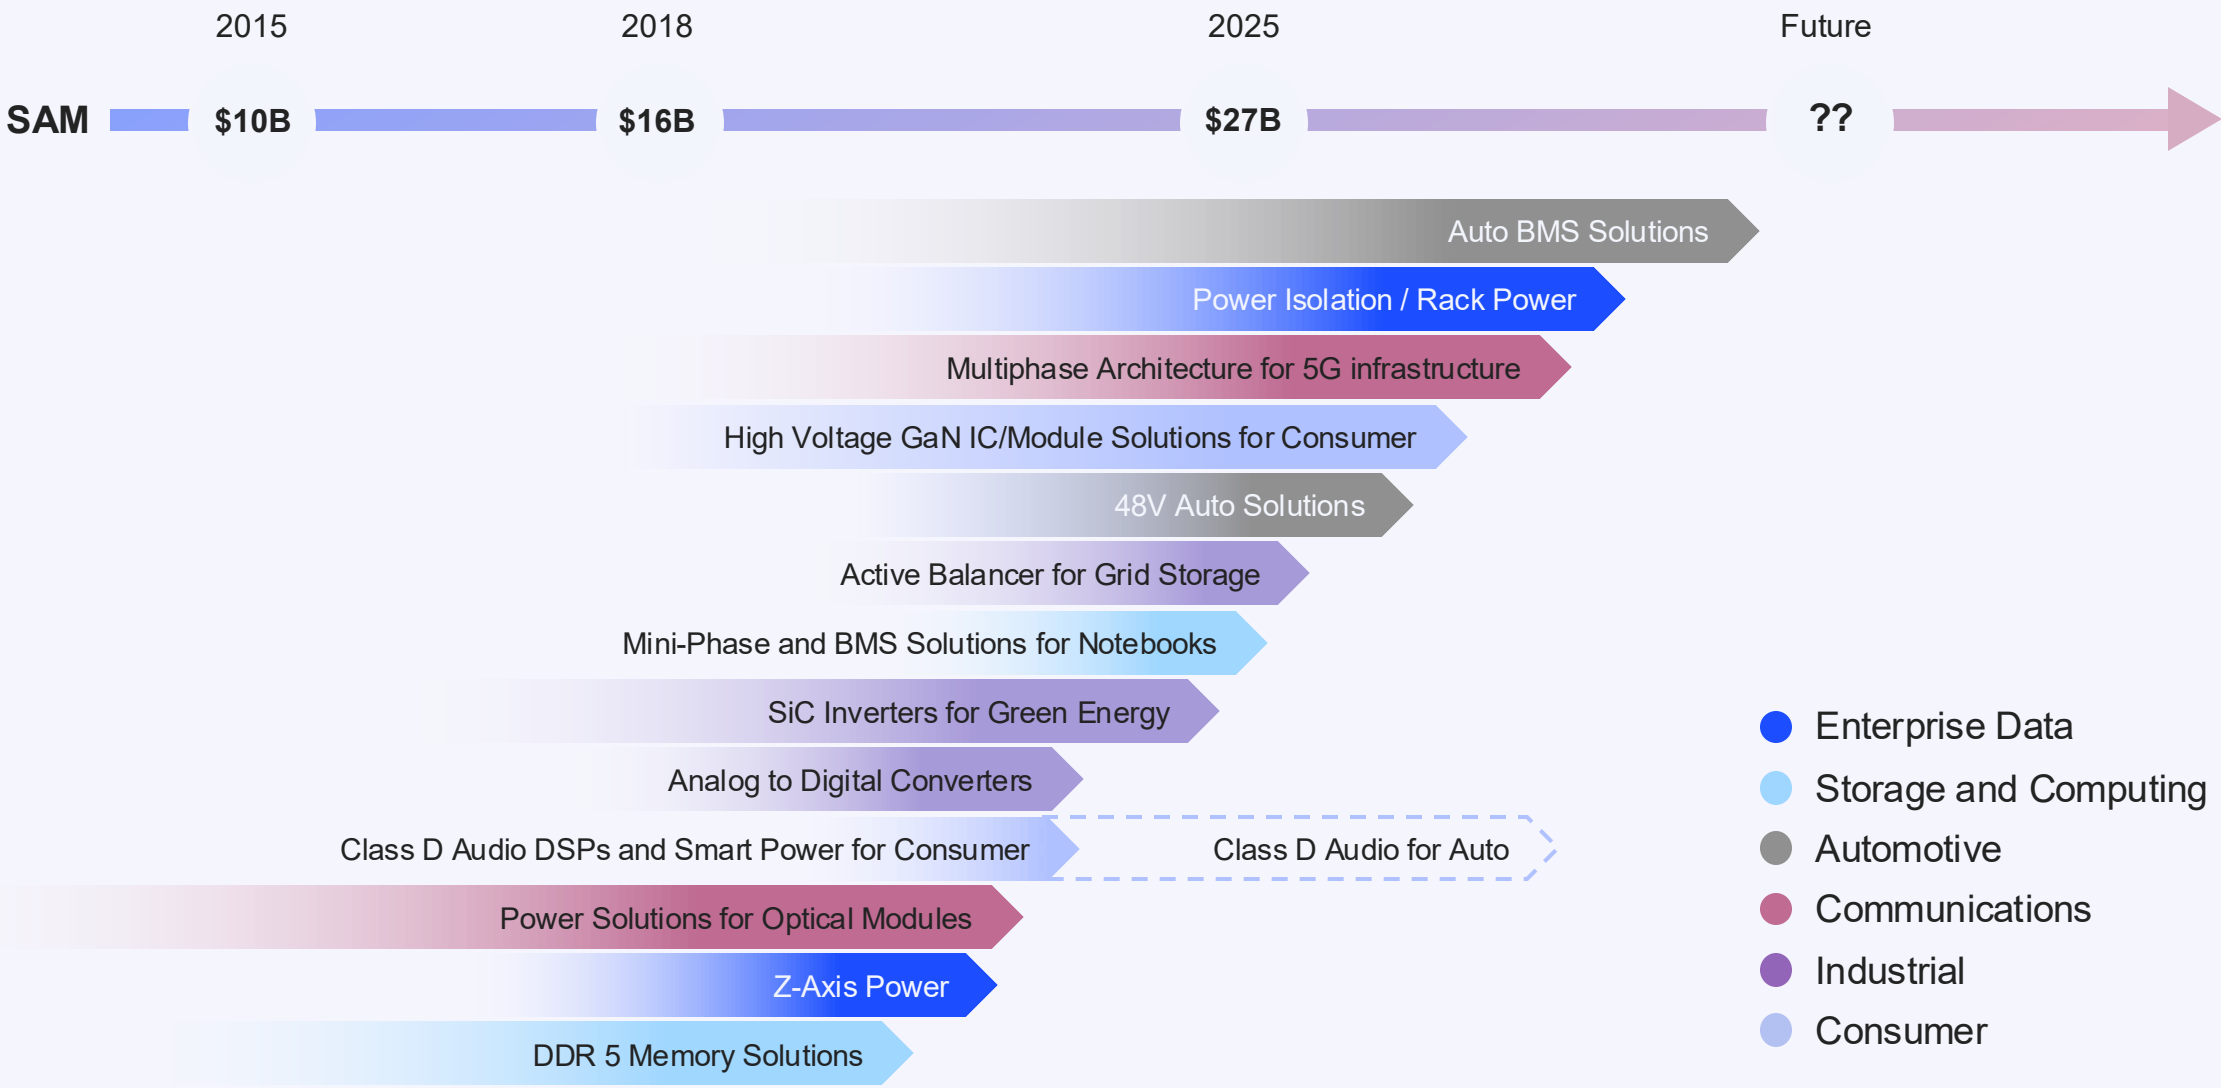 2015 2018 2025 Future
SAM $10B $16B $27B ??
Auto BMS Solutions
Power Isolation / Rack Power
Multiphase Architecture for 5G infrastructure
High Voltage GaN IC/Module Solutions for Consumer
48V Auto Solutions
Active Balancer for Grid Storage
Mini-Phase and BMS Solutions for Notebooks
SiC Inverters for Green Energy
Analog to Digital Converters
Class D Audio DSPs and Smart Power for Consumer Class D Audio for Auto
Power Solutions for Optical Modules
Z-Axis Power
DDR 5 Memory Solutions
Enterprise Data
Storage and Computing
Automotive
Communications
Industrial
Consumer